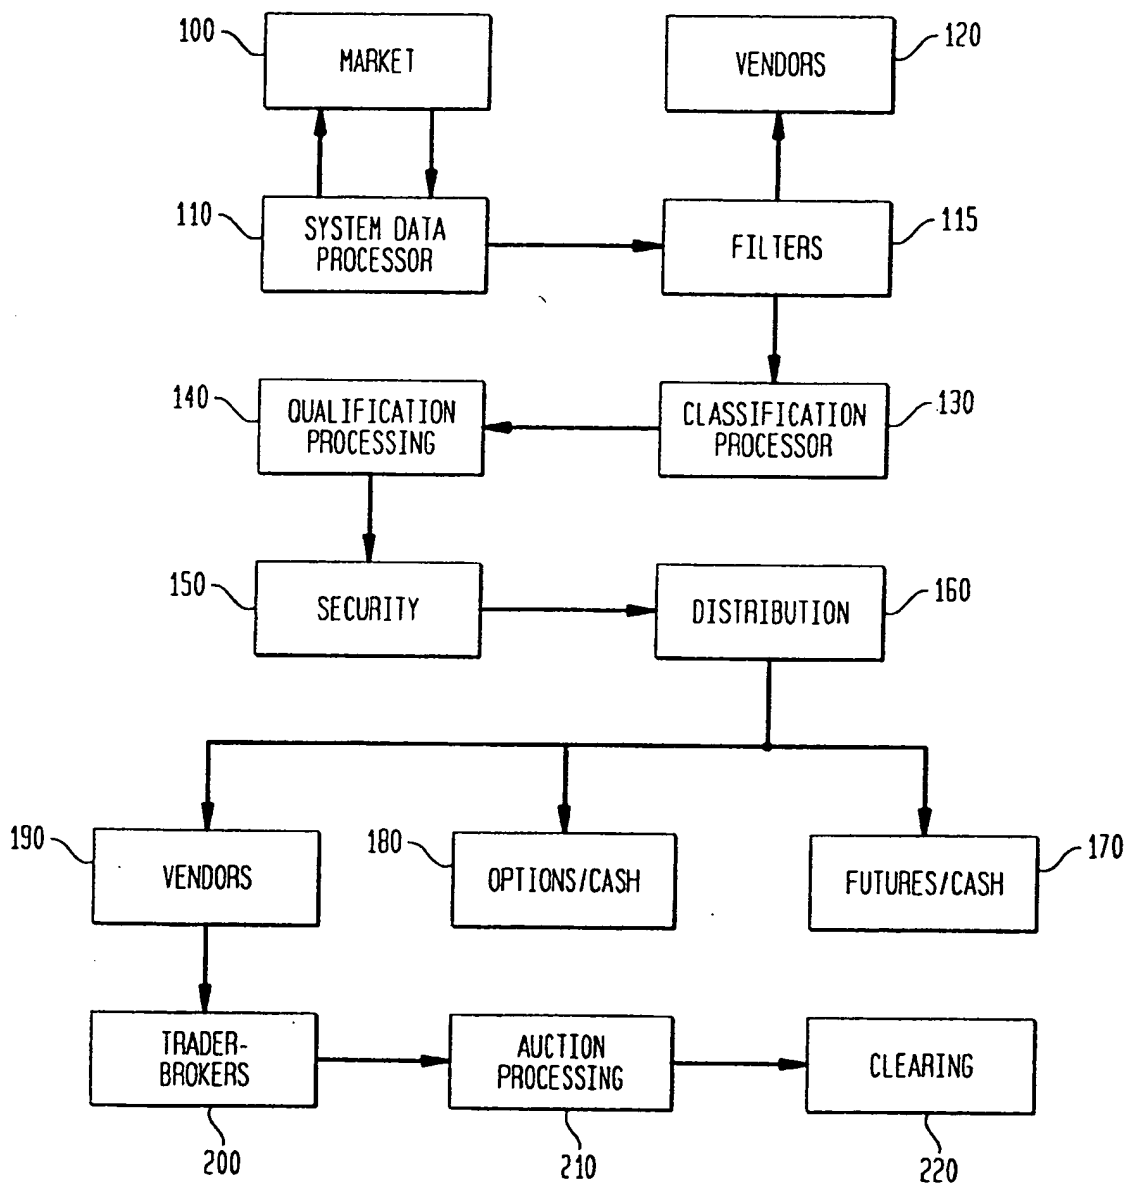 100
MARKET
VENDORS
120
110
SYSTEM DATA
PROCESSOR
FILTERS
115
140
QUALIFICATION
PROCESSING
CLASSIFICATION
PROCESSOR
130
150
SECURITY
DISTRIBUTION
160
190
VENDORS
180
OPTIONS/CASH
FUTURES/CASH
170
TRADER-
BROKERS
AUCTION
PROCESSING
CLEARING
200
210
220